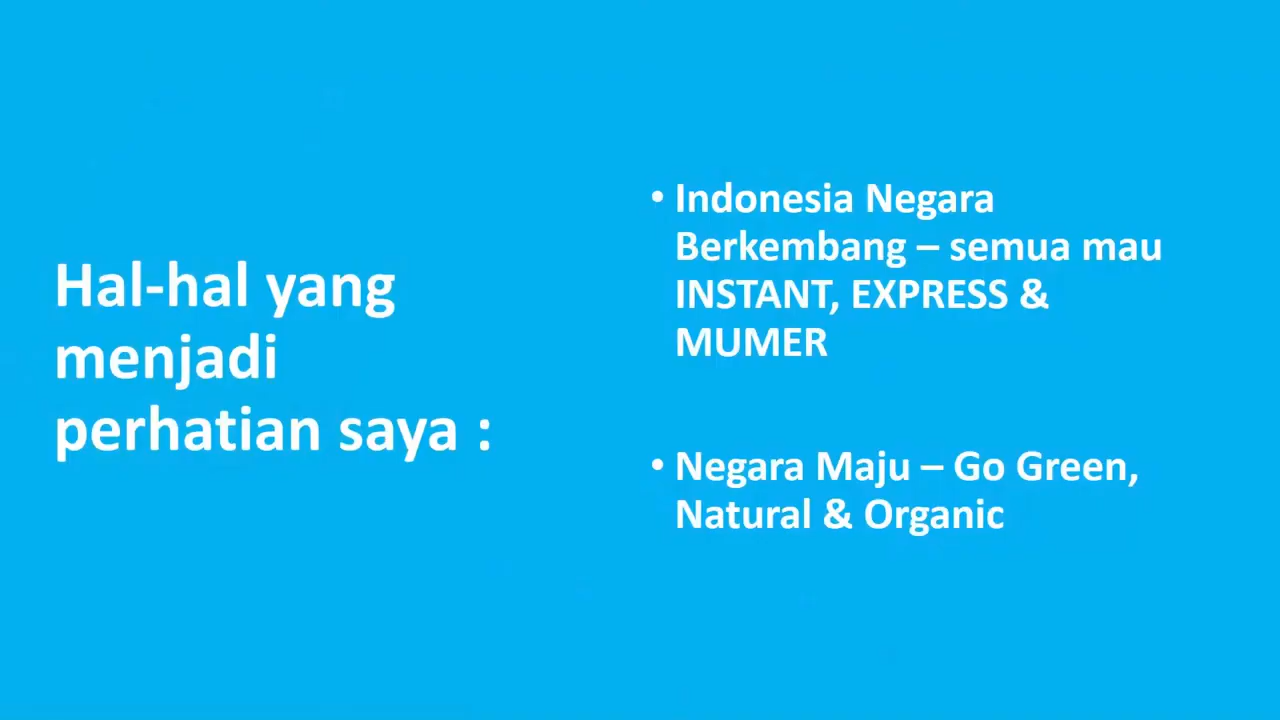 Hal-hal yang
menjadi
perhatian saya :
• Indonesia Negara
Berkembang – semua mau
INSTANT, EXPRESS &
MUMER
• Negara Maju – Go Green,
Natural & Organic